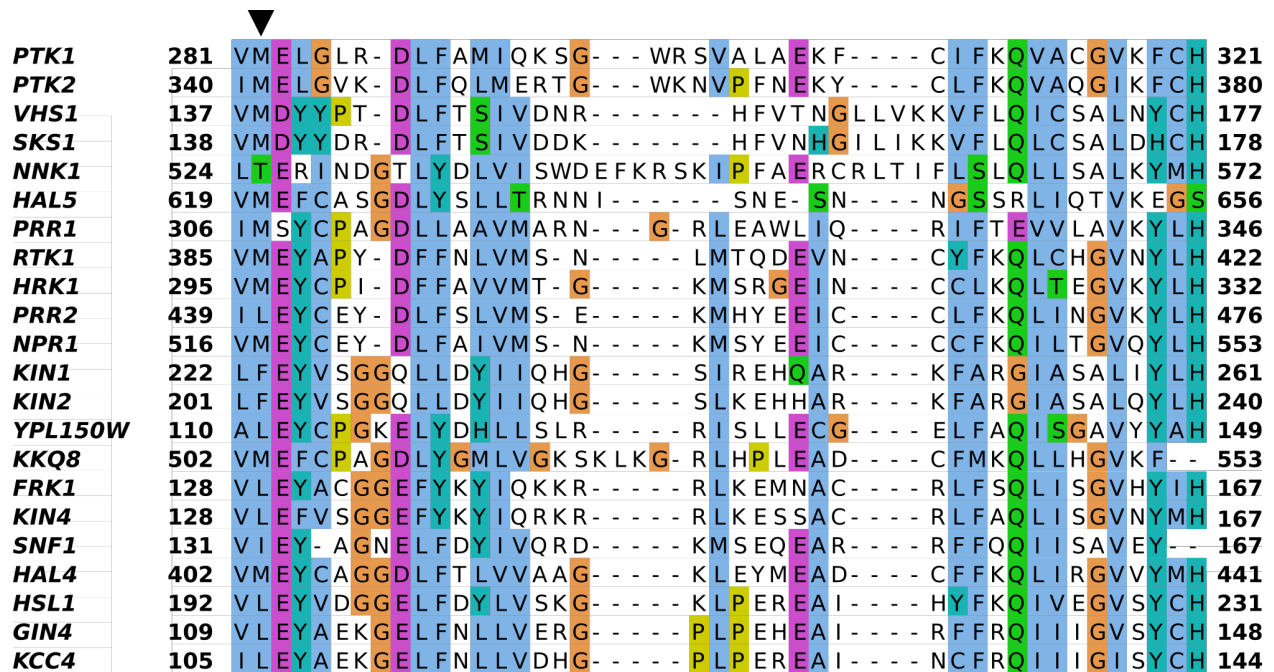 PTK1 281 VMELGLR-DLFAMIQKSG---WRSVALAEKF----CIFKQVACGVKFCH 321
PTK2 340 IMELGVK-DLFQLMERTG---WKNVPFNEKY----CLFKQVAQGIKFCH 380
VHS1 137 VMDYYPT-DLFTSIVDNR-------HFVTNGLLVKKVFLQICSALNYCH 177
SKS1 138 VMDYYDR-DLFTSIVDDK-------HFVNHGILIKKVFLQLCSALDHCH 178
NNK1 524 LTERINDGTLYDLVISWDEFKRSKIPFAERCRLTIFLSLQLLSALKYMH 572
HAL5 619 VMEFCASGDLYSLLTRNNI------SNE-SN----NGSSRLIQTVKEGS 656
PRR1 306 IMSYCPAGDLLAAVMARN---G-RLEAWLIQ----RIFTEVVLAVKYLH 346
RTK1 385 VMEYAPY-DFFNLVMS-N-----LMTQDEVN----CYFKQLCHGVNYLH 422
HRK1 295 VMEYCPI-DFFAVVMT-G-----KMSRGEIN----CCLKQLTEGVKYLH 332
PRR2 439 ILEYCEY-DLFSLVMS-E-----KMHYEEIC----CLFKQLINGVKYLH 476
NPR1 516 VMEYCEY-DLFAIVMS-N-----KMSYEEIC----CCFKQILTGVQYLH 553
KIN1 222 LFEYVSGGQLLDYIIQHG-----SIREHQAR----KFARGIASALIYLH 261
KIN2 201 LFEYVSGGQLLDYIIQHG-----SLKEHHAR----KFARGIASALQYLH 240
YPL150W 110 ALEYCPGKELYDHLLSLR-----RISLLECG----ELFAQISGAVYYAH 149
KKQ8 502 VMEFCPAGDLYGMLVGKSKLKG-RLHPLEAD----CFMKQLLHGVKF-- 553
FRK1 128 VLEYACGGEFYKYIQKKR-----RLKEMNAC----RLFSQLISGVHYIH 167
KIN4 128 VLEFVSGGEFYKYIQRKR-----RLKESSAC----RLFAQLISGVNYMH 167
SNF1 131 VIEY-AGNELFDYIVQRD-----KMSEQEAR----RFFQQIISAVEY-- 167
HAL4 402 VMEYCAGGDLFTLVVAAG-----KLEYMEAD----CFFKQLIRGVVYMH 441
HSL1 192 VLEYVDGGELFDYLVSKG-----KLPEREAI----HYFKQIVEGVSYCH 231
GIN4 109 VLEYAEKGELFNLLVERG-----PLPEHEAI----RFFRQIIIGVSYCH 148
KCC4 105 ILEYAEKGELFNLLVDHG-----PLPEREAI----NCFRQIIIGISYCH 144